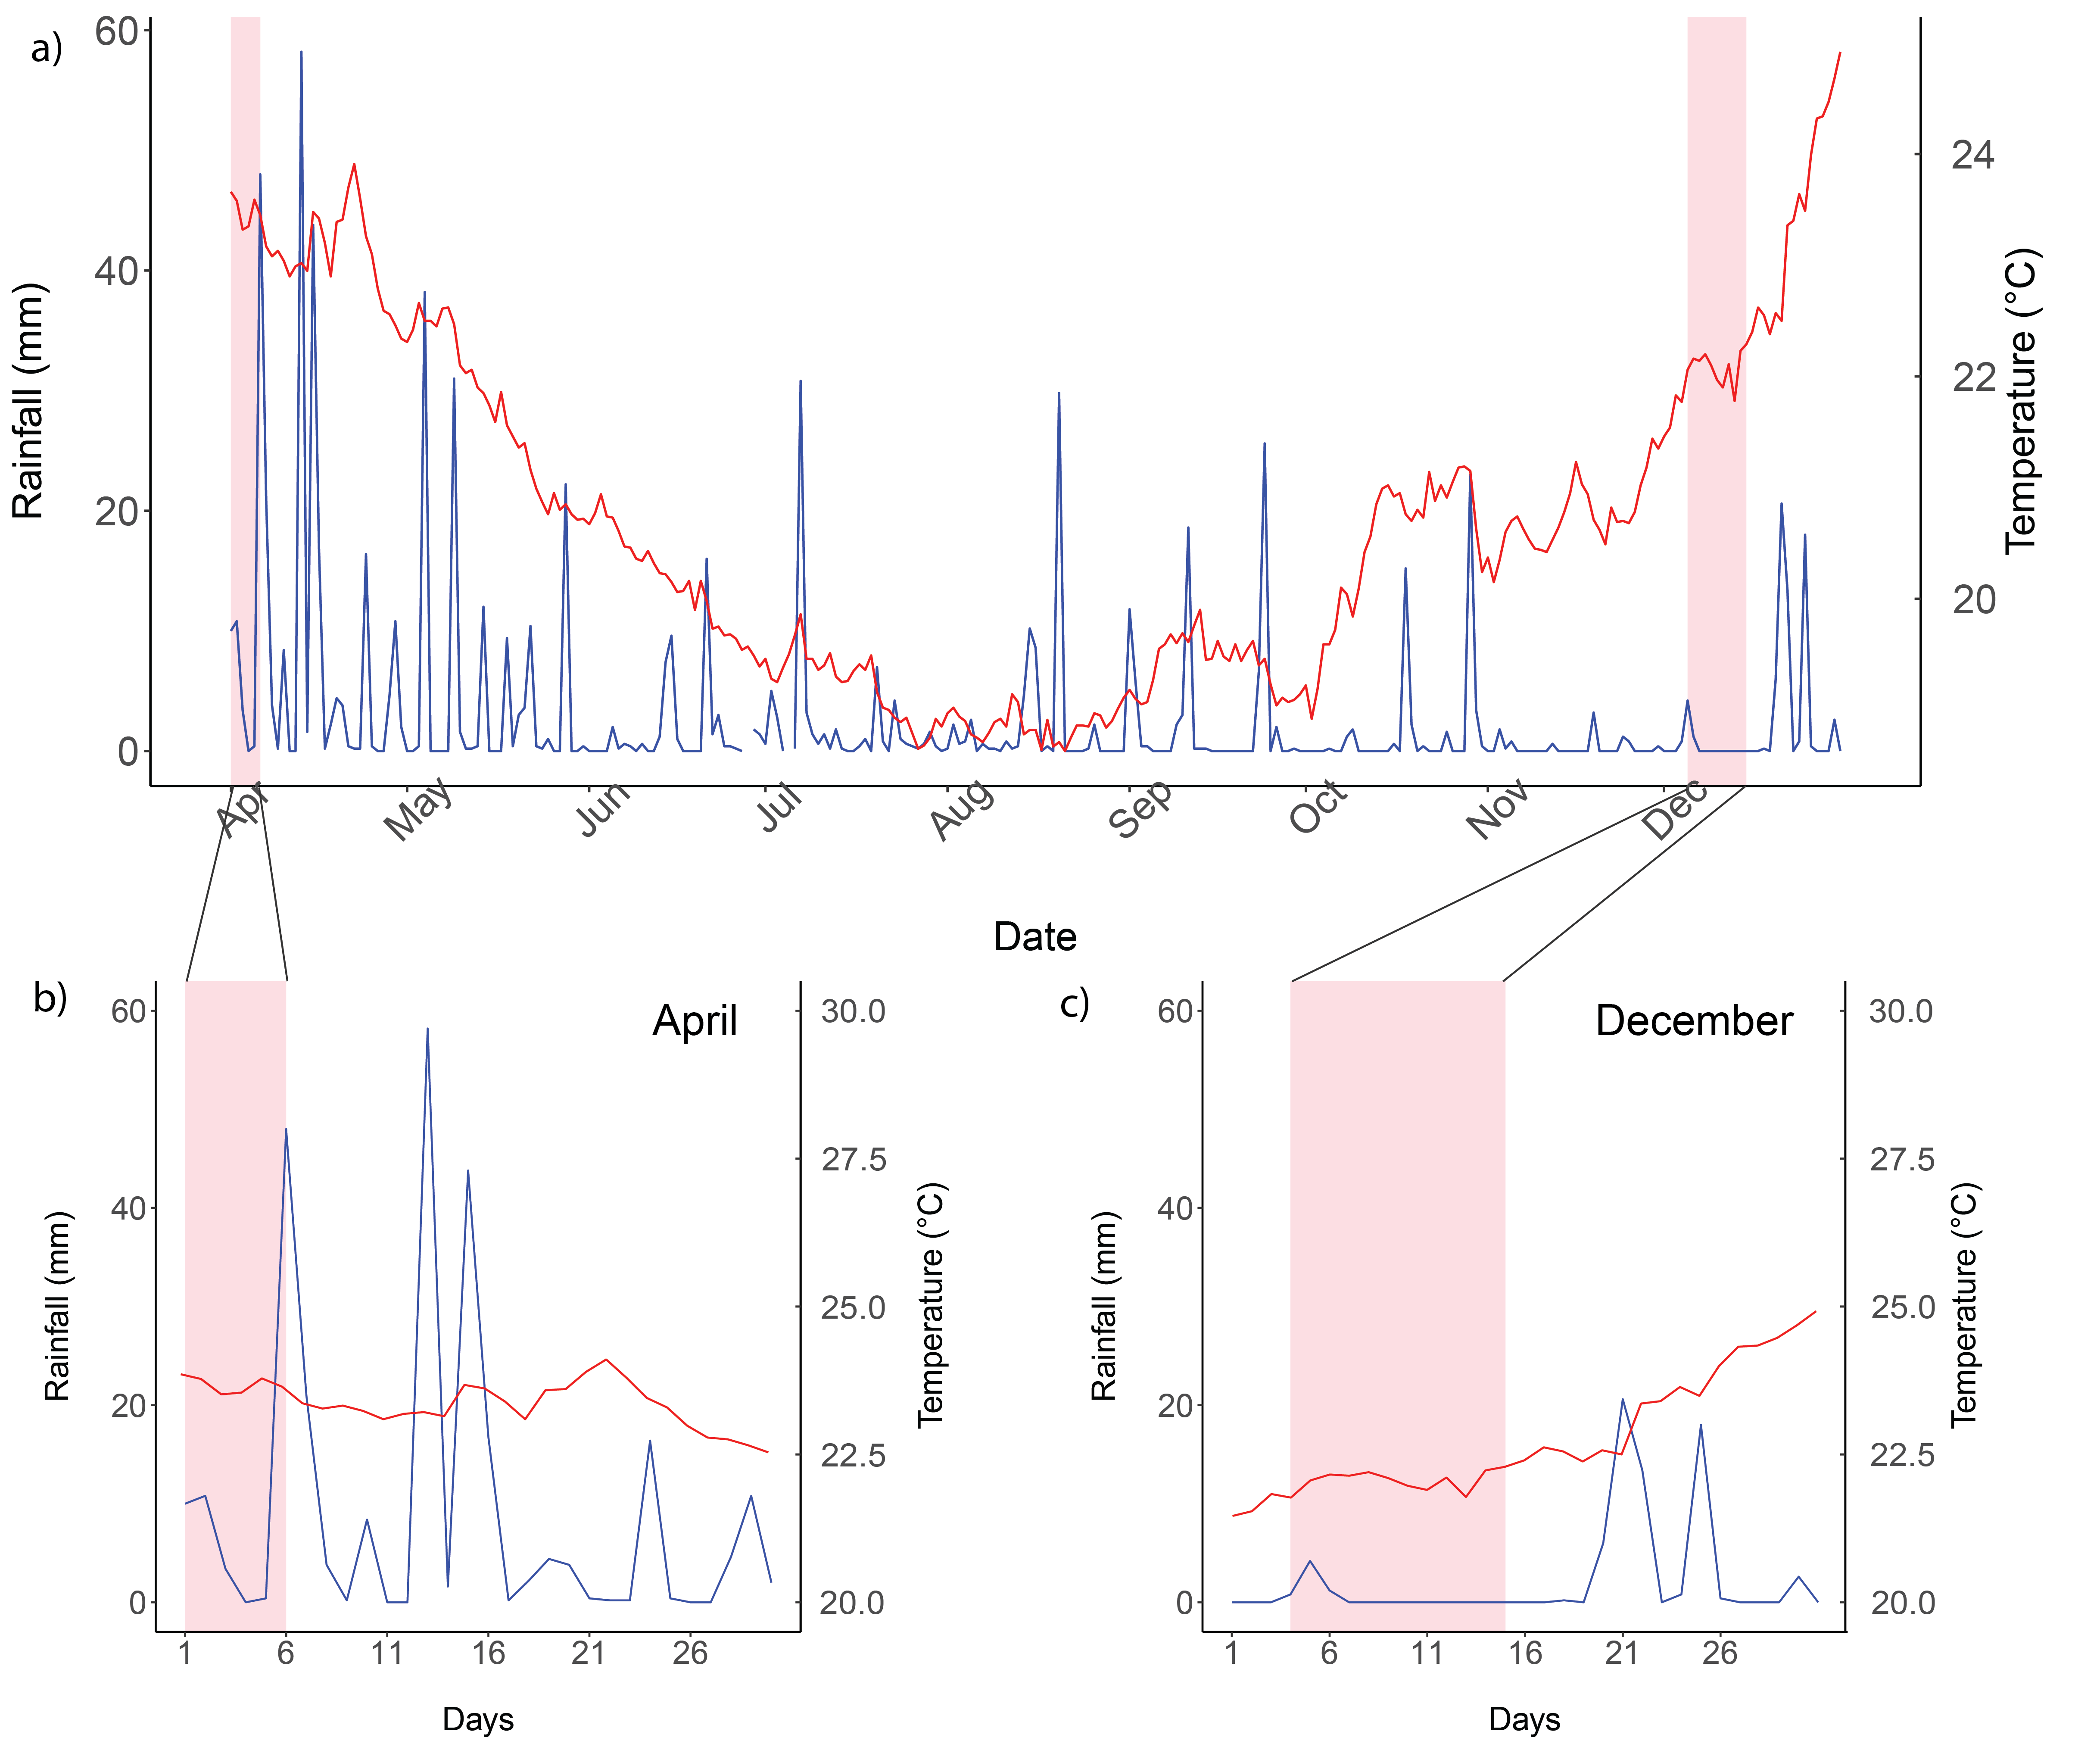 a)
60
40
20
0
Rainfall (mm)
24
22
20
Temperature (°C)
Apr
May
Jun
Jul
Aug
Sep
Oct
Nov
Dec
Date
b)
April
60
40
20
0
Rainfall (mm)
30.0
27.5
25.0
22.5
20.0
Temperature (°C)
1
6
11
16
21
26
Days
c)
December
60
40
20
0
Rainfall (mm)
30.0
27.5
25.0
22.5
20.0
Temperature (°C)
1
6
11
16
21
26
Days